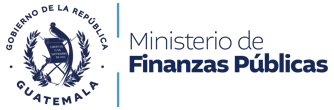 GOBIERNO DE LA REPÚBLICA
GUATEMALA
Ministerio de
Finanzas Públicas